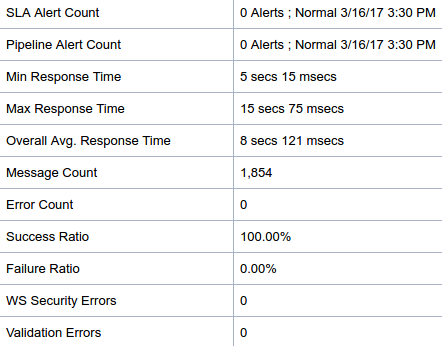 SLA Alert Count 0 Alerts ; Normal 3/16/17 3:30 PM
Pipeline Alert Count 0 Alerts ; Normal 3/16/17 3:30 PM
Min Response Time 5 secs 15 msecs
Max Response Time 15 secs 75 msecs
Overall Avg. Response Time 8 secs 121 msecs
Message Count 1,854
Error Count 0
Success Ratio 100.00%
Failure Ratio 0.00%
WS Security Errors 0
Validation Errors 0